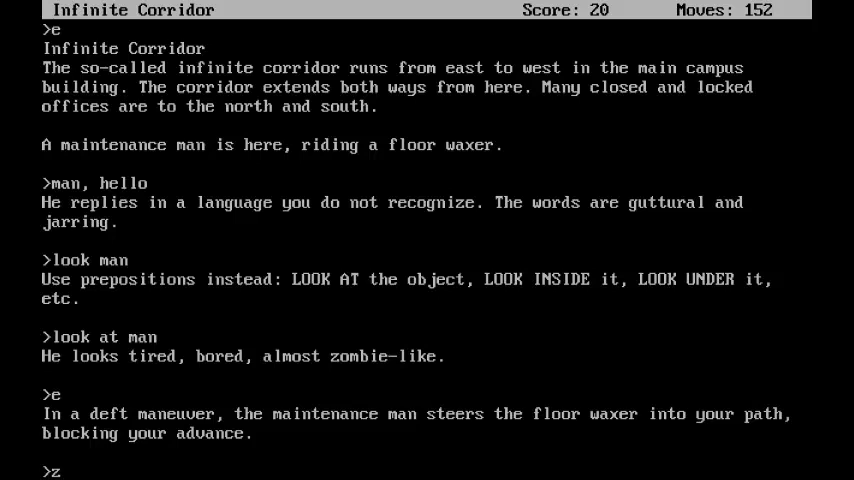 Infinite Corridor Score: 20 Moves: 152
>e
Infinite Corridor
The so-called infinite corridor runs from east to west in the main campus
building. The corridor extends both ways from here. Many closed and locked
offices are to the north and south.
A maintenance man is here, riding a floor waxer.
>man, hello
He replies in a language you do not recognize. The words are guttural and
jarring.
>look man
Use prepositions instead: LOOK AT the object, LOOK INSIDE it, LOOK UNDER it,
etc.
>look at man
He looks tired, bored, almost zombie-like.
>e
In a deft maneuver, the maintenance man steers the floor waxer into your path,
blocking your advance.
>z